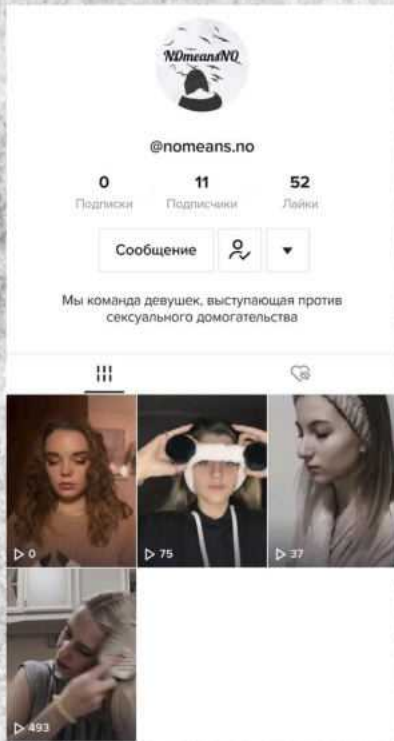 NOmeansNO
@nomeans.no
0 11 52
Подписки Подписчики Лайки
Сообщение
Мы команда девушек, выступающая против
сексуального домогательства
0 75 37
493